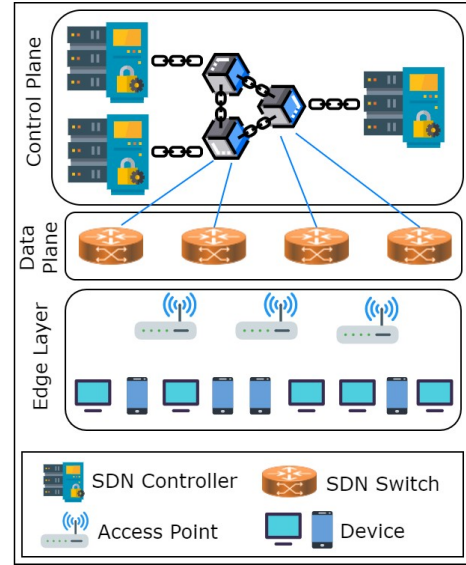 Control Plane
Data
Plane
Edge Layer
SDN Controller
SDN Switch
Access Point
Device